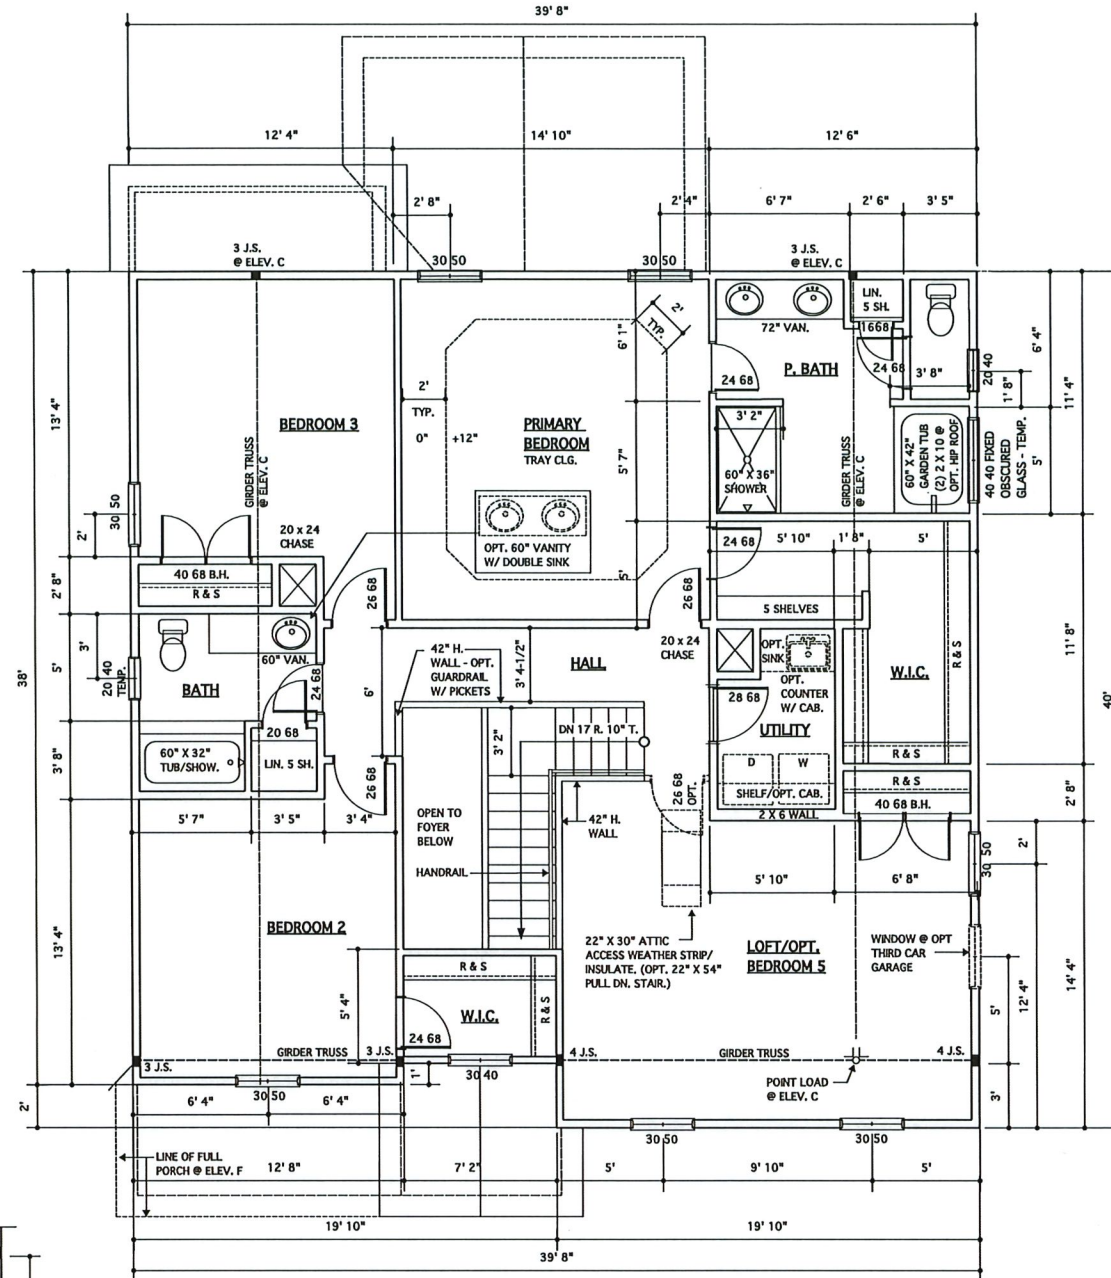 39' 8"
12' 4"
14' 10"
12' 6"
2' 8"
2' 4"
6' 7"
2' 6"
3' 5"
3 J.S.
@ ELEV. C
30 50
30 50
3 J.S.
@ ELEV. C
LIN.
5 SH.
1668
72" VAN.
2'
TYP.
6' 1"
24 68
P. BATH
24 68
3' 8"
20 40
1' 8"
6' 4"
11' 4"
13' 4"
BEDROOM 3
2'
TYP.
0"
+12"
PRIMARY
BEDROOM
TRAY CLG.
5' 7"
3' 2"
60" X 36"
SHOWER
GIRDER TRUSS
@ ELEV. C
GIRDER TRUSS
@ ELEV. C
60" X 42"
GARDEN TUB
(2) 2 X 10 @
OPT. HIP ROOF
40 40 FIXED
OBSCURED
GLASS - TEMP.
5'
30 50
2'
20 x 24
CHASE
OPT. 60" VANITY
W/ DOUBLE SINK
24 68
5' 10"
1' 8"
5'
5'
2' 8"
40 68 B.H.
R & S
26 68
26 68
5 SHELVES
3'
5'
20 40
TEMP.
60" VAN.
BATH
24 68
6'
42" H.
WALL - OPT.
GUARDRAIL
W/ PICKETS
3' 4-1/2"
HALL
20 x 24
CHASE
OPT.
SINK
OPT.
COUNTER
W/ CAB.
W.I.C.
R & S
11' 8"
38'
40'
28 68
UTILITY
20 68
3' 2"
DN 17 R. 10" T.
3' 8"
60" X 32"
TUB/SHOW.
LIN. 5 SH.
26 68
D
W
SHELF/OPT. CAB.
2 X 6 WALL
26 68
OPT.
R & S
R & S
40 68 B.H.
2' 8"
5' 7"
3' 5"
3' 4"
OPEN TO
FOYER
BELOW
42" H.
WALL
HANDRAIL
5' 10"
6' 8"
30 50
2'
13' 4"
BEDROOM 2
22" X 30" ATTIC
ACCESS WEATHER STRIP/
INSULATE. (OPT. 22" X 54"
PULL DN. STAIR.)
LOFT/OPT.
BEDROOM 5
WINDOW @ OPT
THIRD CAR
GARAGE
5'
12' 4"
14' 4"
5' 4"
R & S
R & S
W.I.C.
24 68
GIRDER TRUSS
3 J.S.
3 J.S.
4 J.S.
GIRDER TRUSS
4 J.S.
30 40
1'
POINT LOAD
@ ELEV. C
3'
2'
6' 4"
30 50
6' 4"
30 50
30 50
LINE OF FULL
PORCH @ ELEV. F
12' 8"
7' 2"
5'
9' 10"
5'
19' 10"
19' 10"
39' 8"